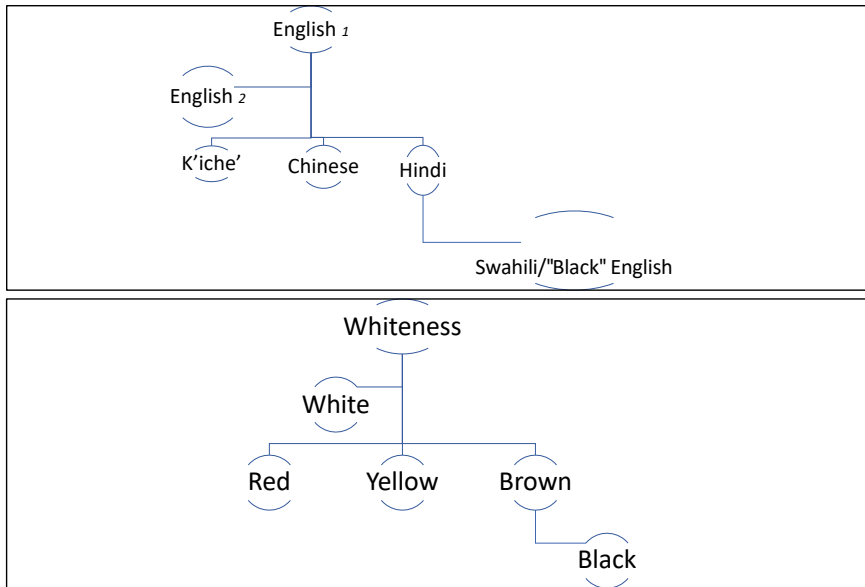 English 1
English 2
K'iche'
Chinese
Hindi
Swahili/"Black" English
Whiteness
White
Red
Yellow
Brown
Black